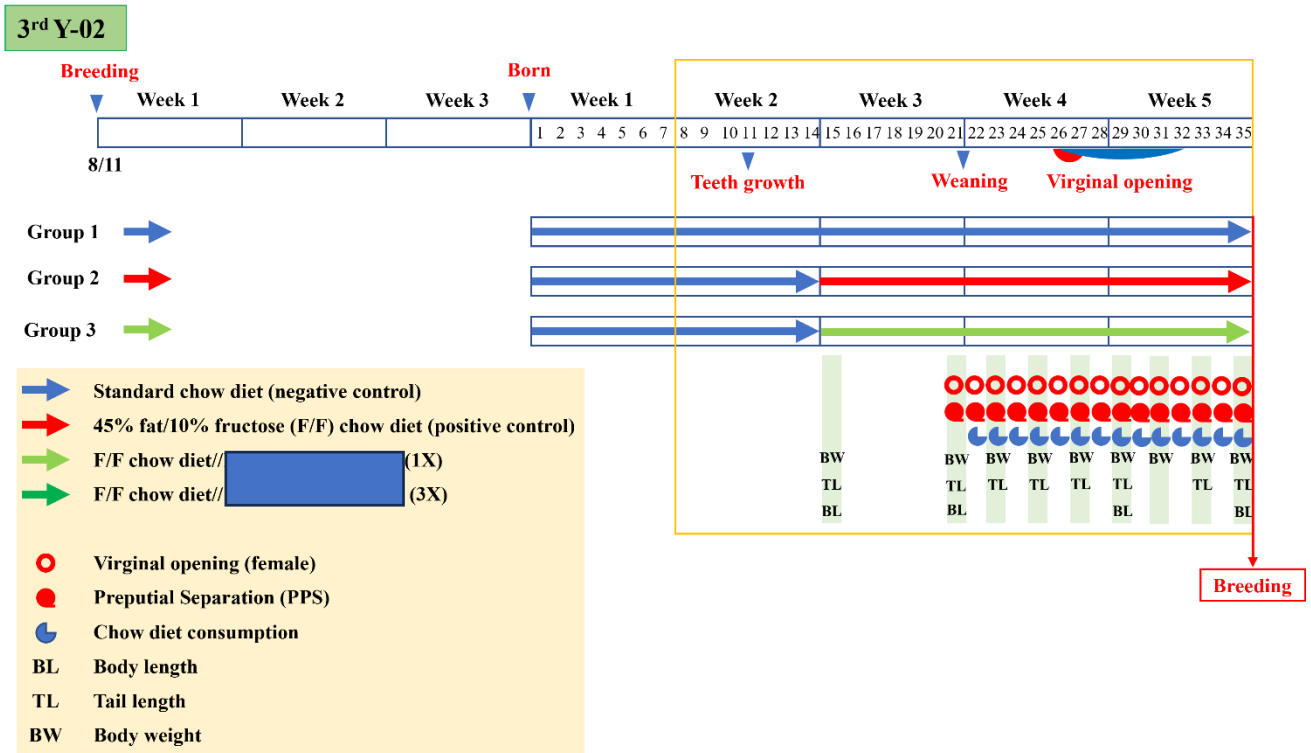 3rd Y-02
Breeding
Born
Week 1 Week 2 Week 3 Week 1 Week 2 Week 3 Week 4 Week 5
1 2 3 4 5 6 7 8 9 10 11 12 13 14 15 16 17 18 19 20 21 22 23 24 25 26 27 28 29 30 31 32 33 34 35
8/11
Teeth growth
Weaning
Virginal opening
Group 1
Group 2
Group 3
Standard chow diet (negative control)
45% fat/10% fructose (F/F) chow diet (positive control)
F/F chow diet// (1X)
F/F chow diet// (3X)
BW BW BW BW BW BW BW BW BW
TL TL TL TL TL TL TL TL
BL BL BL BL
Breeding
Virginal opening (female)
Preputial Separation (PPS)
Chow diet consumption
BL Body length
TL Tail length
BW Body weight